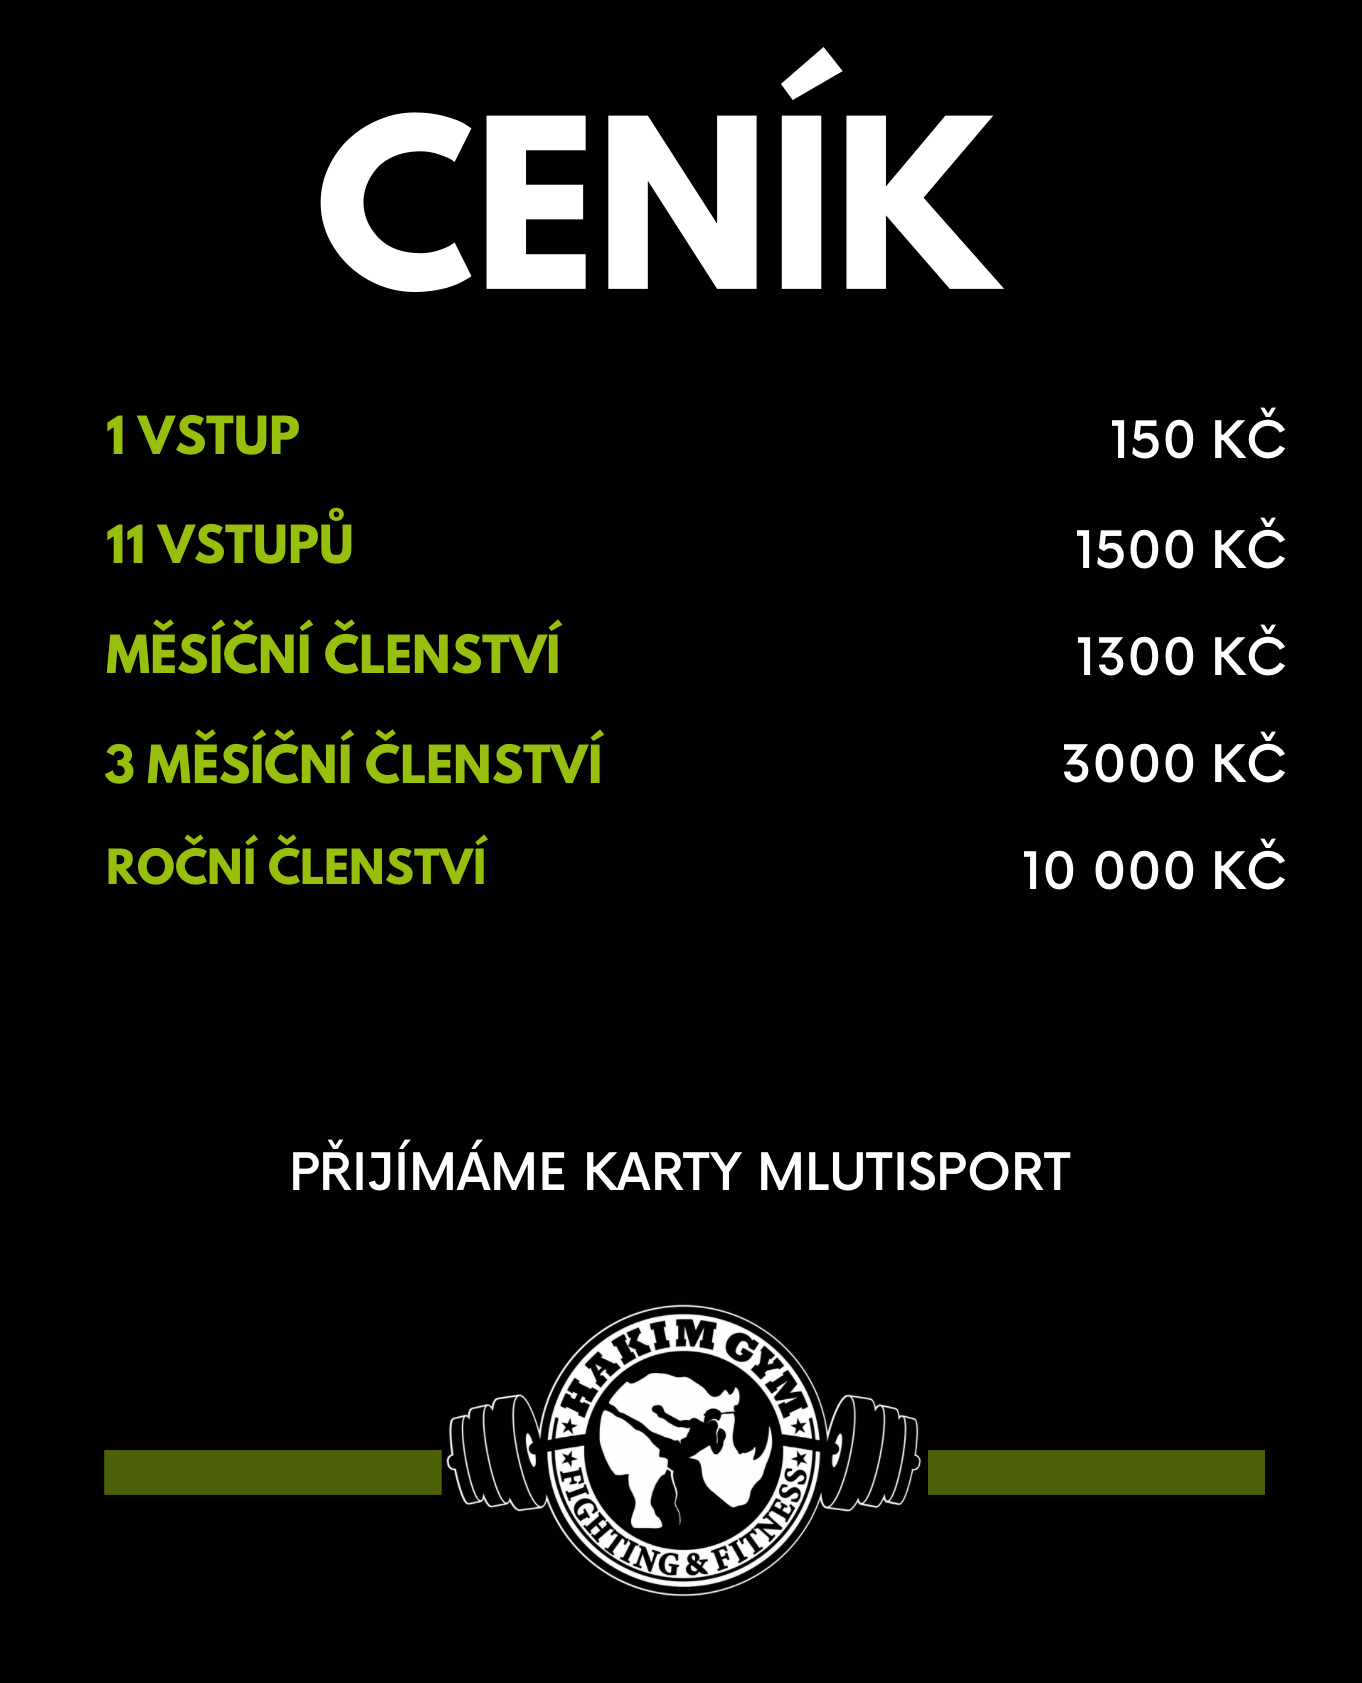 CENÍK
1 VSTUP 150 KČ
11 VSTUPŮ 1500 KČ
MĚSÍČNÍ ČLENSTVÍ 1300 KČ
3 MĚSÍČNÍ ČLENSTVÍ 3000 KČ
ROČNÍ ČLENSTVÍ 10 000 KČ
PŘIJÍMÁME KARTY MLUTISPORT
HAKIM GYM
FIGHTING & FITNESS